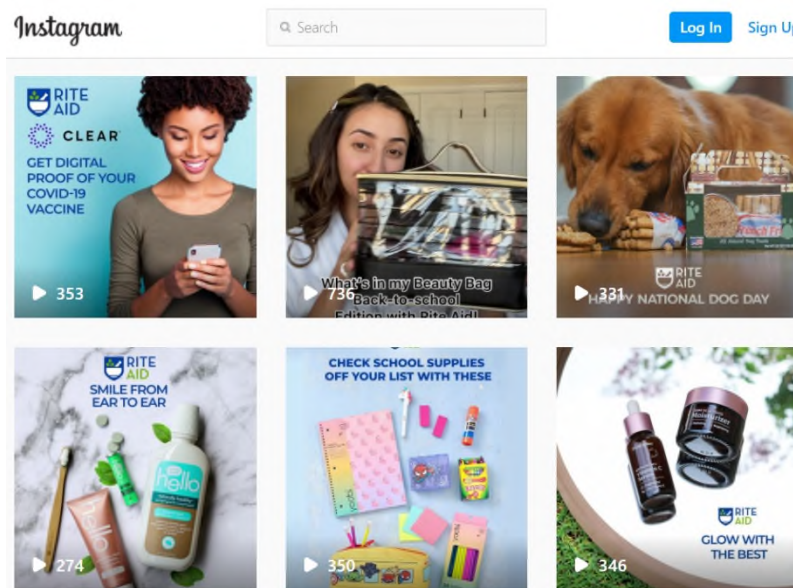 Instagram
Search
Log In
Sign Up
RITE
AID
CLEAR
GET DIGITAL
PROOF OF YOUR
COVID-19
VACCINE
353
What's in my Beauty Bag
736
Back-to-school
Edition with Rite Aid!
RITE
AID
331
HAPPY NATIONAL DOG DAY
RITE
AID
SMILE FROM
EAR TO EAR
hello
hello
274
CHECK SCHOOL SUPPLIES
OFF YOUR LIST WITH THESE
350
Moisturizer
RITE
AID
GLOW WITH
THE BEST
346